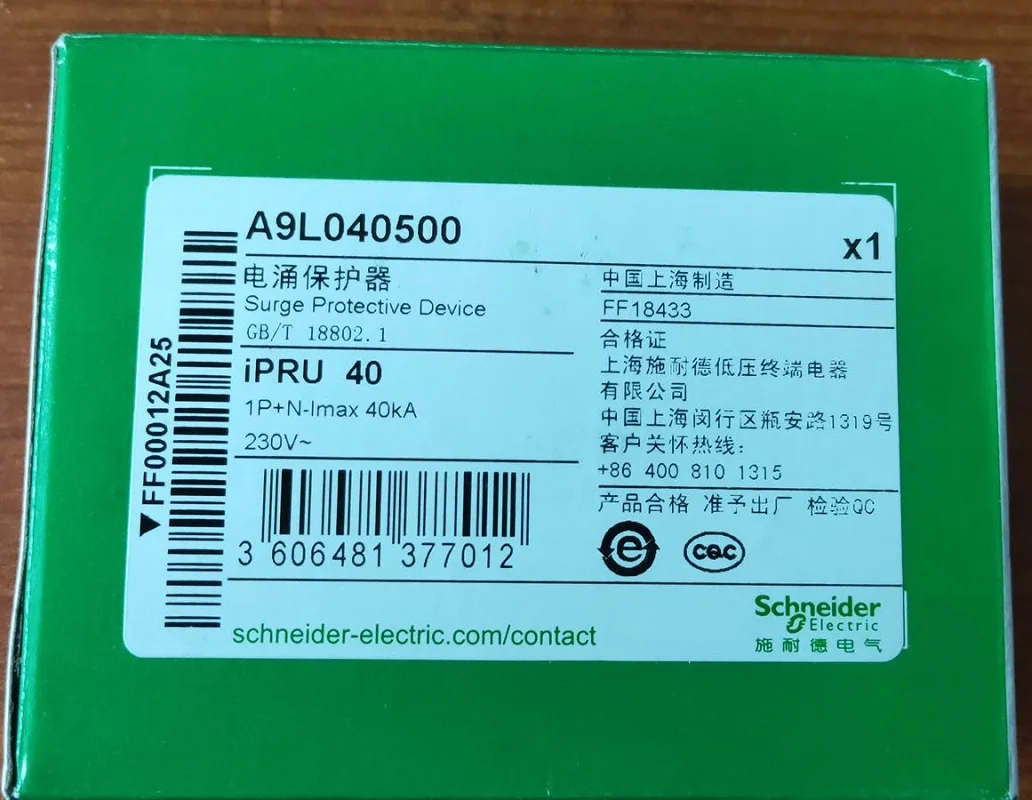 A9L040500
x1
电涌保护器
Surge Protective Device
GB/T 18802.1
iPRU 40
1P+N-Imax 40kA
230V~
3 606481 377012
▼FF00012A25
中国上海制造
FF18433
合格证
上海施耐德低压终端电器
有限公司
中国上海闵行区瓶安路1319号
客户关怀热线:
+86 400 810 1315
产品合格 准予出厂 检验QC
e
CQC
schneider-electric.com/contact
Schneider
Electric
施耐德电气